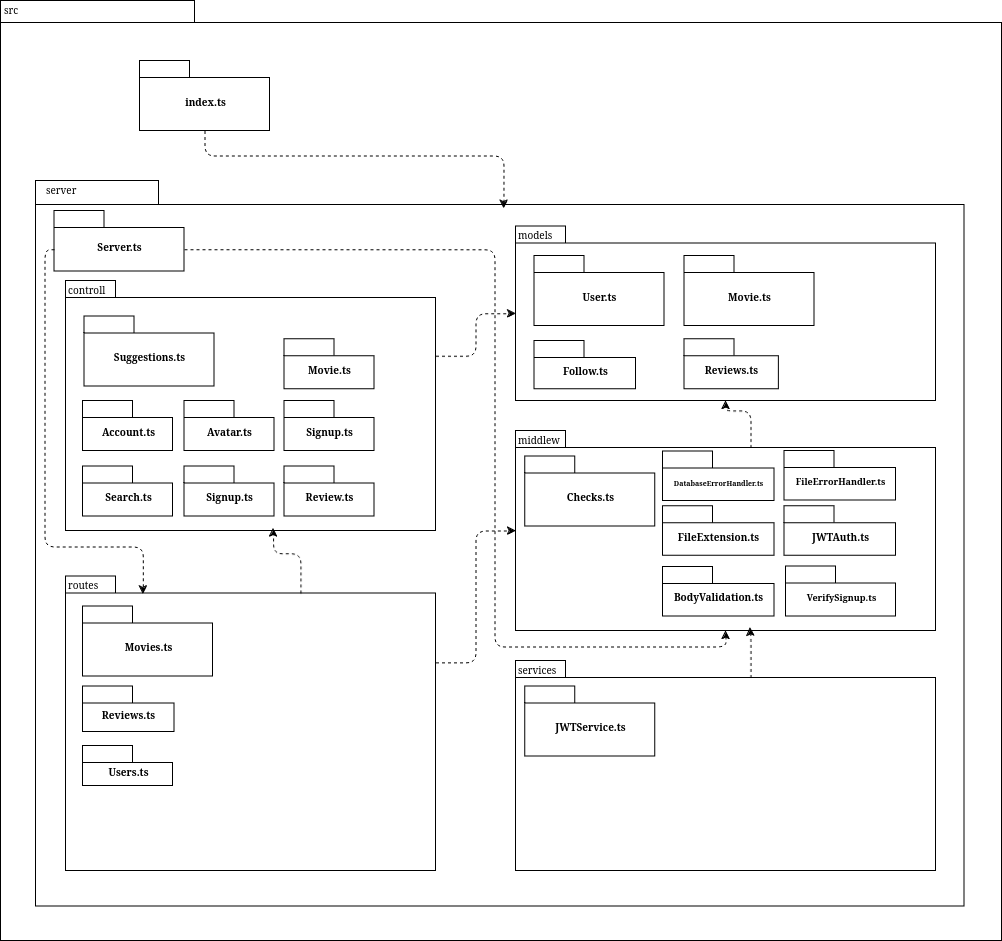 src
index.ts
server
Server.ts
controll
Suggestions.ts
Movie.ts
Account.ts
Avatar.ts
Signup.ts
Search.ts
Signup.ts
Review.ts
routes
Movies.ts
Reviews.ts
Users.ts
models
User.ts
Movie.ts
Follow.ts
Reviews.ts
middlew
Checks.ts
DatabaseErrorHandler.ts
FileErrorHandler.ts
FileExtension.ts
JWTAuth.ts
BodyValidation.ts
VerifySignup.ts
services
JWTService.ts